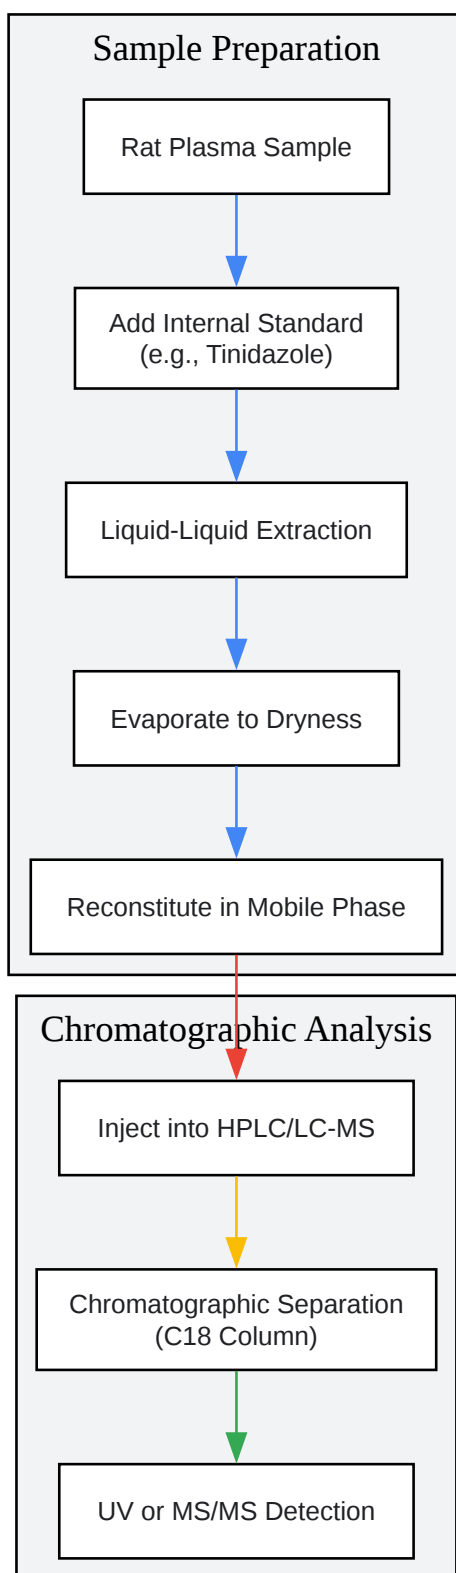 Sample Preparation
Rat Plasma Sample
Add Internal Standard
(e.g., Tinidazole)
Liquid-Liquid Extraction
Evaporate to Dryness
Reconstitute in Mobile Phase
Chromatographic Analysis
Inject into HPLC/LC-MS
Chromatographic Separation
(C18 Column)
UV or MS/MS Detection